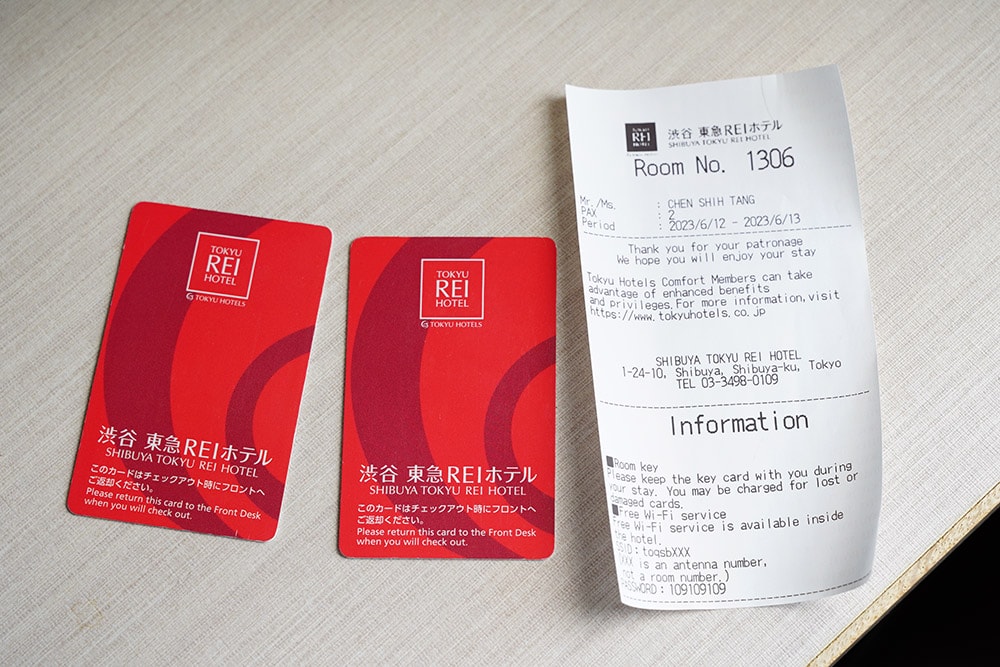 TOKYU
REI
HOTEL
TOKYU HOTELS
渋谷 東急REIホテル
SHIBUYA TOKYU REI HOTEL
このカードはチェックアウト時にフロントへ
ご返却ください。
Please return this card to the Front Desk
when you will check out.
TOKYU
REI
HOTEL
TOKYU HOTELS
渋谷 東急REIホテル
SHIBUYA TOKYU REI HOTEL
このカードはチェックアウト時にフロントへ
ご返却ください。
Please return this card to the Front Desk
when you will check out.
REI
渋谷 東急REIホテル
SHIBUYA TOKYU REI HOTEL
Room No. 1306
Mr./Ms. : CHEN SHIH TANG
PAX : 2
Period : 2023/6/12 - 2023/6/13
Thank you for your patronage
We hope you will enjoy your stay
Tokyu Hotels Comfort Members can take
advantage of enhanced benefits
and privileges. For more information, visit
https://www.tokyuhotels.co.jp
SHIBUYA TOKYU REI HOTEL
1-24-10, Shibuya, Shibuya-ku, Tokyo
TEL 03-3498-0109
Information
■Room key
Please keep the key card with you during
your stay. You may be charged for lost or
damaged cards.
■Free Wi-Fi service
Free Wi-Fi service is available inside
the hotel.
SSID : toqsbXXX
(XXX is an antenna number,
not a room number.)
PASSWORD : 109109109